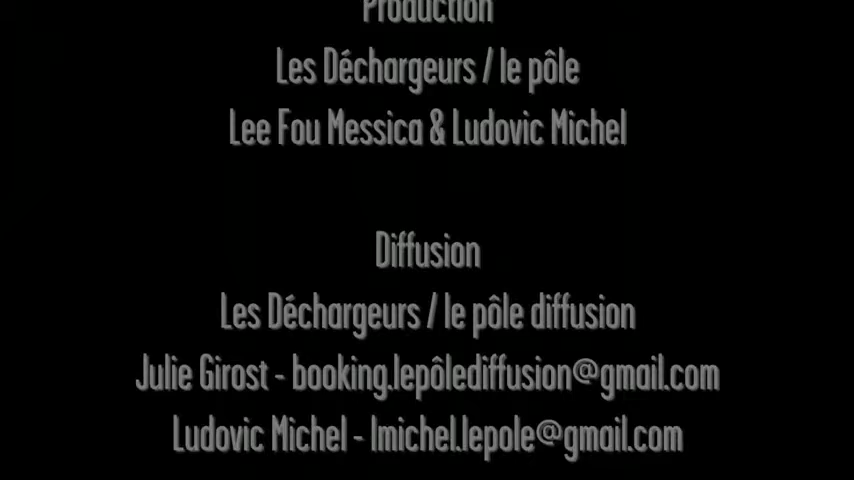 Production
Les Déchargeurs / le pôle
Lee Fou Messica & Ludovic Michel
Diffusion
Les Déchargeurs / le pôle diffusion
Julie Girost - booking.lepôlediffusion@gmail.com
Ludovic Michel - lmichel.lepole@gmail.com